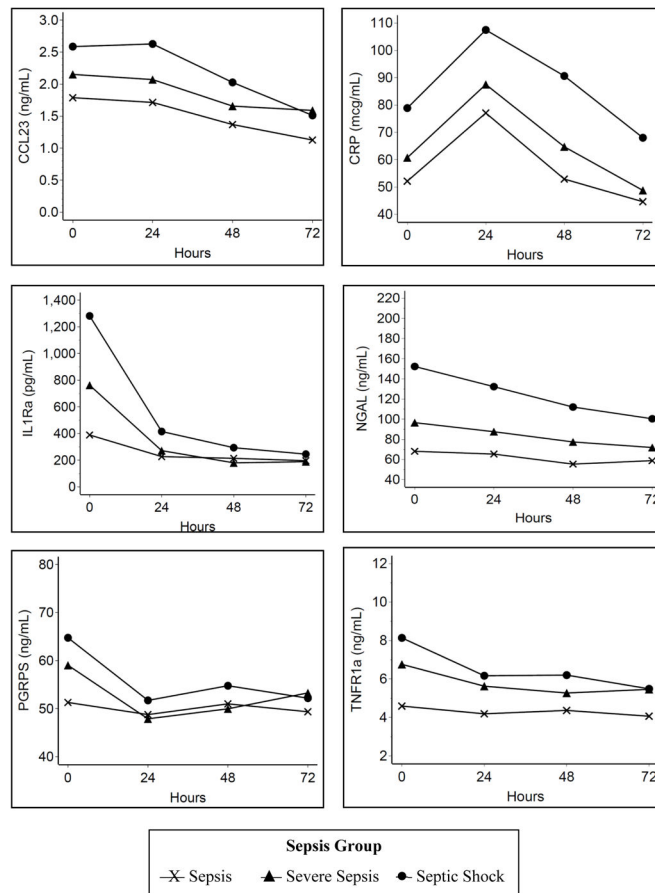 CCL23 (ng/mL)
3.0
2.5
2.0
1.5
1.0
0.5
0.0
0 24 48 72
Hours
CRP (mcg/mL)
110
100
90
80
70
60
50
40
0 24 48 72
Hours
IL1Ra (pg/mL)
1,400
1,200
1,000
800
600
400
200
0
0 24 48 72
Hours
NGAL (ng/mL)
220
200
180
160
140
120
100
80
60
40
0 24 48 72
Hours
PGRPS (ng/mL)
80
70
60
50
40
0 24 48 72
Hours
TNFR1a (ng/mL)
12
10
8
6
4
2
0 24 48 72
Hours
Sepsis Group
Sepsis Severe Sepsis Septic Shock